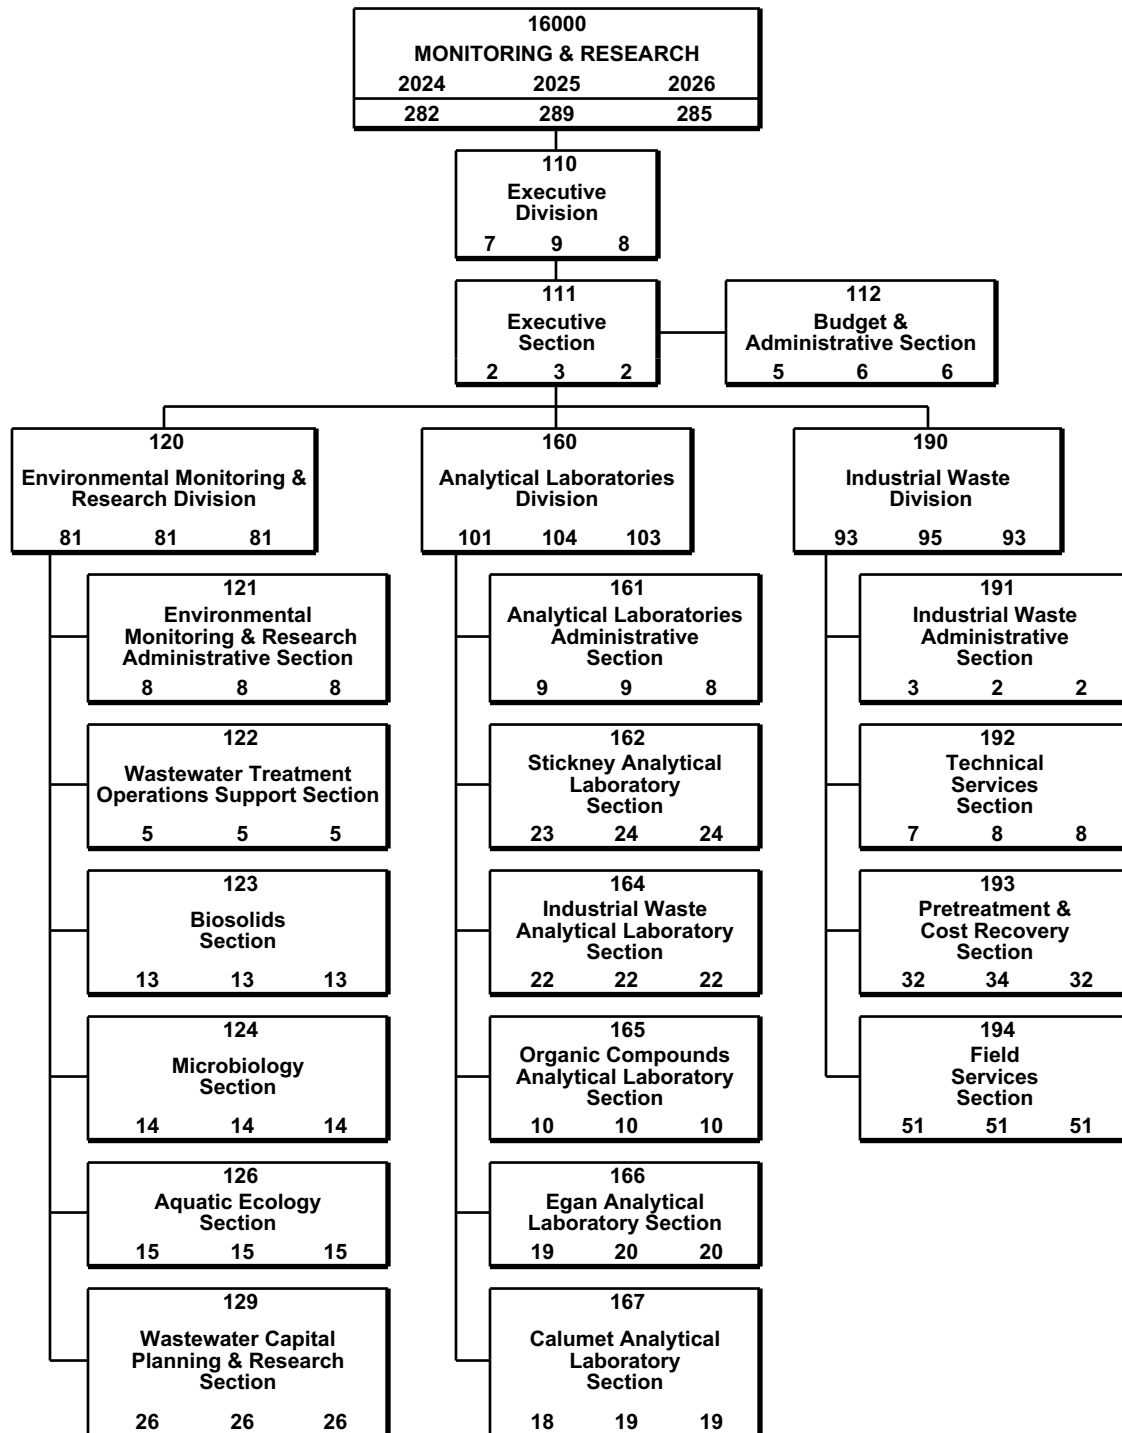 16000
MONITORING & RESEARCH
2024 2025 2026
282 289 285
110
Executive
Division
7 9 8
111
Executive
Section
2 3 2
112
Budget &
Administrative Section
5 6 6
120
Environmental Monitoring &
Research Division
81 81 81
121
Environmental
Monitoring & Research
Administrative Section
8 8 8
122
Wastewater Treatment
Operations Support Section
5 5 5
123
Biosolids
Section
13 13 13
124
Microbiology
Section
14 14 14
126
Aquatic Ecology
Section
15 15 15
129
Wastewater Capital
Planning & Research
Section
26 26 26
160
Analytical Laboratories
Division
101 104 103
161
Analytical Laboratories
Administrative
Section
9 9 8
162
Stickney Analytical
Laboratory
Section
23 24 24
164
Industrial Waste
Analytical Laboratory
Section
22 22 22
165
Organic Compounds
Analytical Laboratory
Section
10 10 10
166
Egan Analytical
Laboratory Section
19 20 20
167
Calumet Analytical
Laboratory
Section
18 19 19
190
Industrial Waste
Division
93 95 93
191
Industrial Waste
Administrative
Section
3 2 2
192
Technical
Services
Section
7 8 8
193
Pretreatment &
Cost Recovery
Section
32 34 32
194
Field
Services
Section
51 51 51